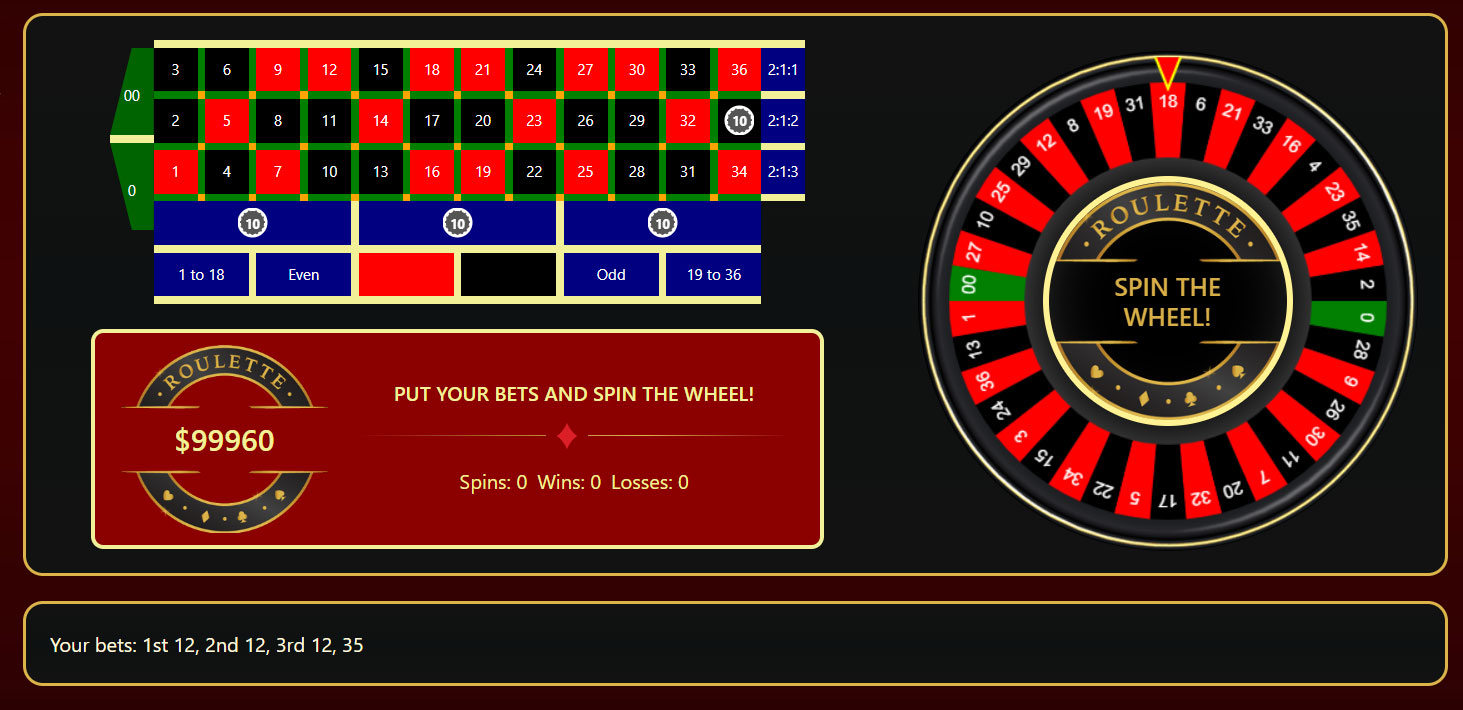 3 6 9 12 15 18 21 24 27 30 33 36 2:1:1
00
2 5 8 11 14 17 20 23 26 29 32 10 2:1:2
1 4 7 10 13 16 19 22 25 28 31 34 2:1:3
0
10 10 10
1 to 18 Even Odd 19 to 36
ROULETTE
$99960
PUT YOUR BETS AND SPIN THE WHEEL!
Spins: 0 Wins: 0 Losses: 0
18 6 21 33 16 4 23 35 14 2 0 28 9 26 30 11 7 20 32 17 5 22 34 15 3 24 36 13 1 00 27 10 25 29 12 8 19 31
ROULETTE
SPIN THE
WHEEL!
Your bets: 1st 12, 2nd 12, 3rd 12, 35